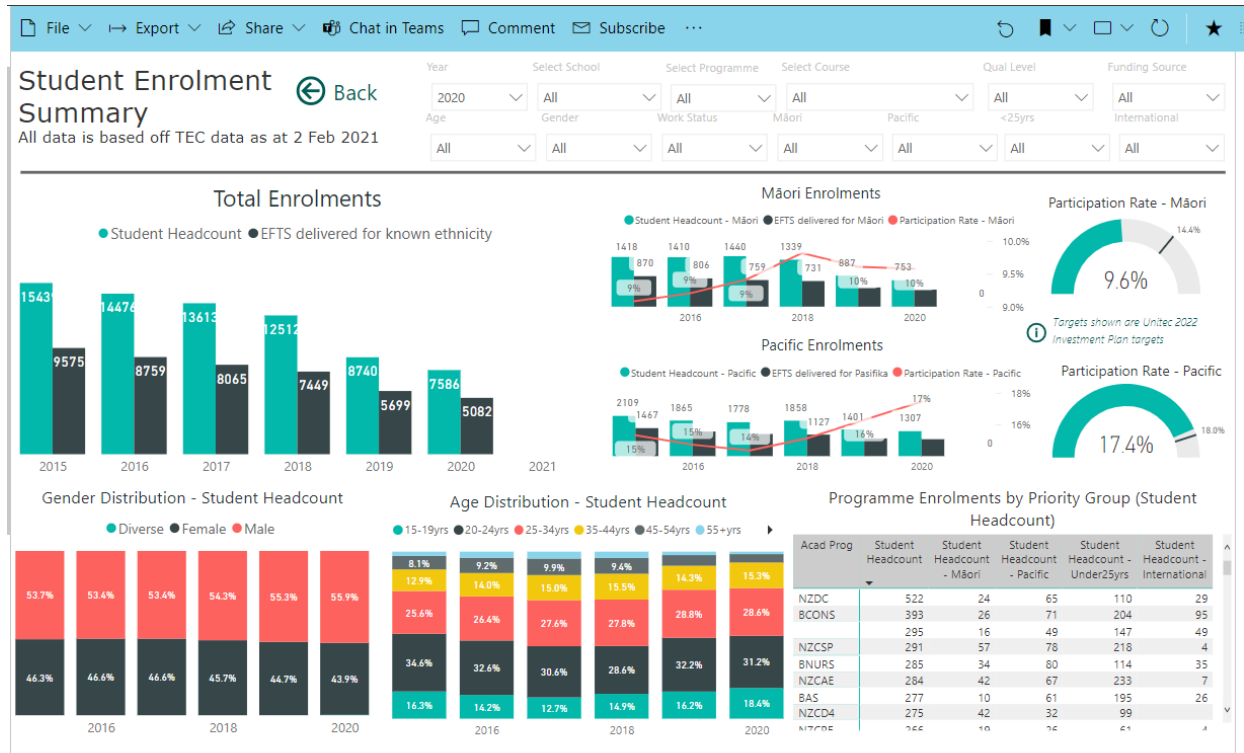 File Export Share Chat in Teams Comment Subscribe ...
Student Enrolment
Summary
Back
All data is based off TEC data as at 2 Feb 2021
Year Select School Select Programme Select Course Qual Level Funding Source
2020 All All All All All
Age Gender Work Status Māori Pacific <25yrs International
All All All All All All All
Total Enrolments
Student Headcount EFTS delivered for known ethnicity
15439 14476 13613 12512 8740 7586
9575 8759 8065 7449 5699 5082
2015 2016 2017 2018 2019 2020 2021
Māori Enrolments
Student Headcount - Māori EFTS delivered for Māori Participation Rate - Māori
1418 1410 1440 1339
870 806 759 731 887 753
9% 9% 9% 10% 10%
10.0%
9.5%
0
9.0%
2016 2018 2020
Participation Rate - Māori
14.4%
9.6%
Targets shown are Unitec 2022
Investment Plan targets
Pacific Enrolments
Student Headcount - Pacific EFTS delivered for Pasifika Participation Rate - Pacific
2109 1865 1778 1858 1401 1307
1467 1127
15% 15% 14% 16% 17%
18%
16%
0
2016 2018 2020
Participation Rate - Pacific
18.0%
17.4%
Gender Distribution - Student Headcount
Diverse Female Male
53.7% 53.4% 53.4% 54.3% 55.3% 55.9%
46.3% 46.6% 46.6% 45.7% 44.7% 43.9%
2016 2018 2020
Age Distribution - Student Headcount
15-19yrs 20-24yrs 25-34yrs 35-44yrs 45-54yrs 55+yrs
8.1% 9.2% 9.9% 9.4%
12.9% 14.0% 15.0% 15.5% 14.3% 15.3%
25.6% 26.4% 27.6% 27.8% 28.8% 28.6%
34.6% 32.6% 30.6% 28.6% 32.2% 31.2%
16.3% 14.2% 12.7% 14.9% 16.2% 18.4%
2016 2018 2020
Programme Enrolments by Priority Group (Student
Headcount)
Acad Prog Student Headcount Student Headcount - Māori Student Headcount - Pacific Student Headcount - Under25yrs Student Headcount - International
NZDC 522 24 65 110 29
BCONS 393 26 71 204 95
295 16 49 147 49
NZCSP 291 57 78 218 4
BNURS 285 34 80 114 35
NZCAE 284 42 67 233 7
BAS 277 10 61 195 26
NZCD4 275 42 32 99